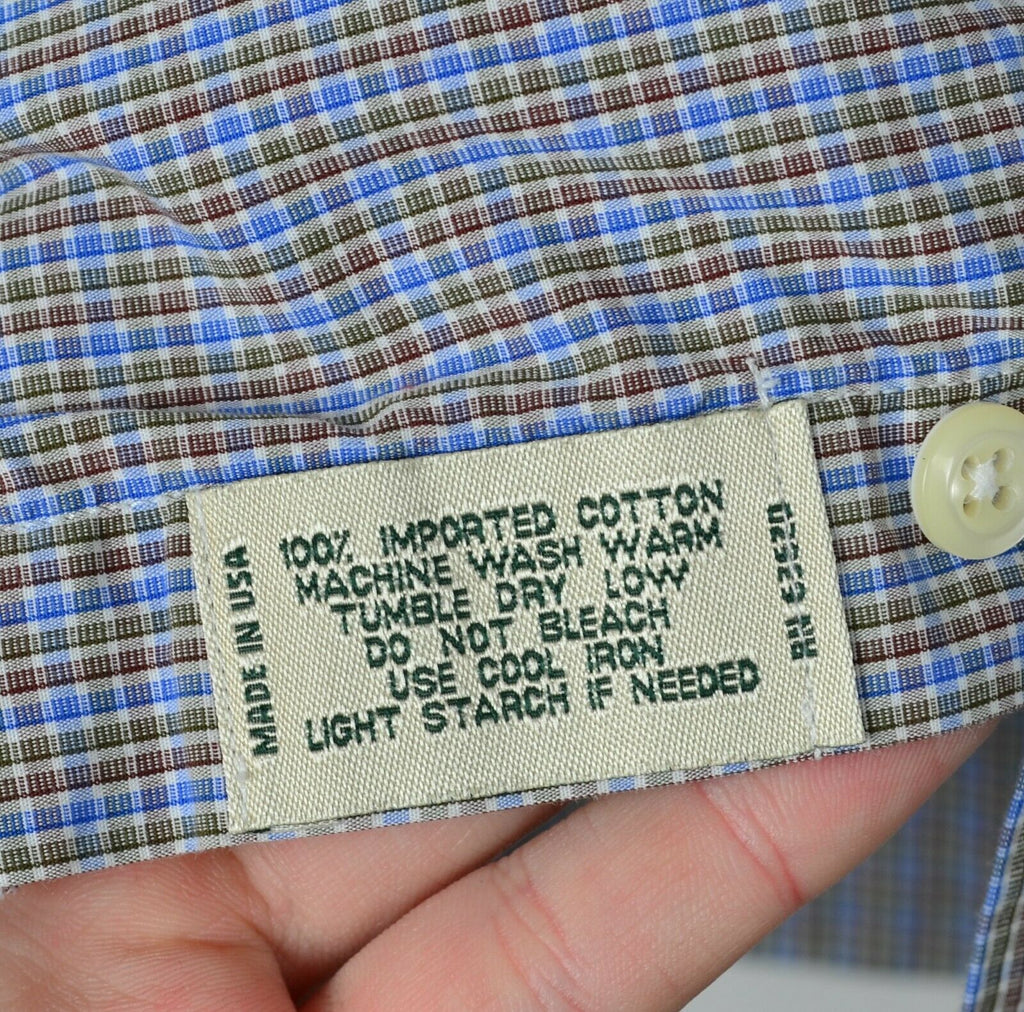 MADE IN USA
100% IMPORTED COTTON
MACHINE WASH WARM
TUMBLE DRY LOW
DO NOT BLEACH
USE COOL IRON
LIGHT STARCH IF NEEDED
RN